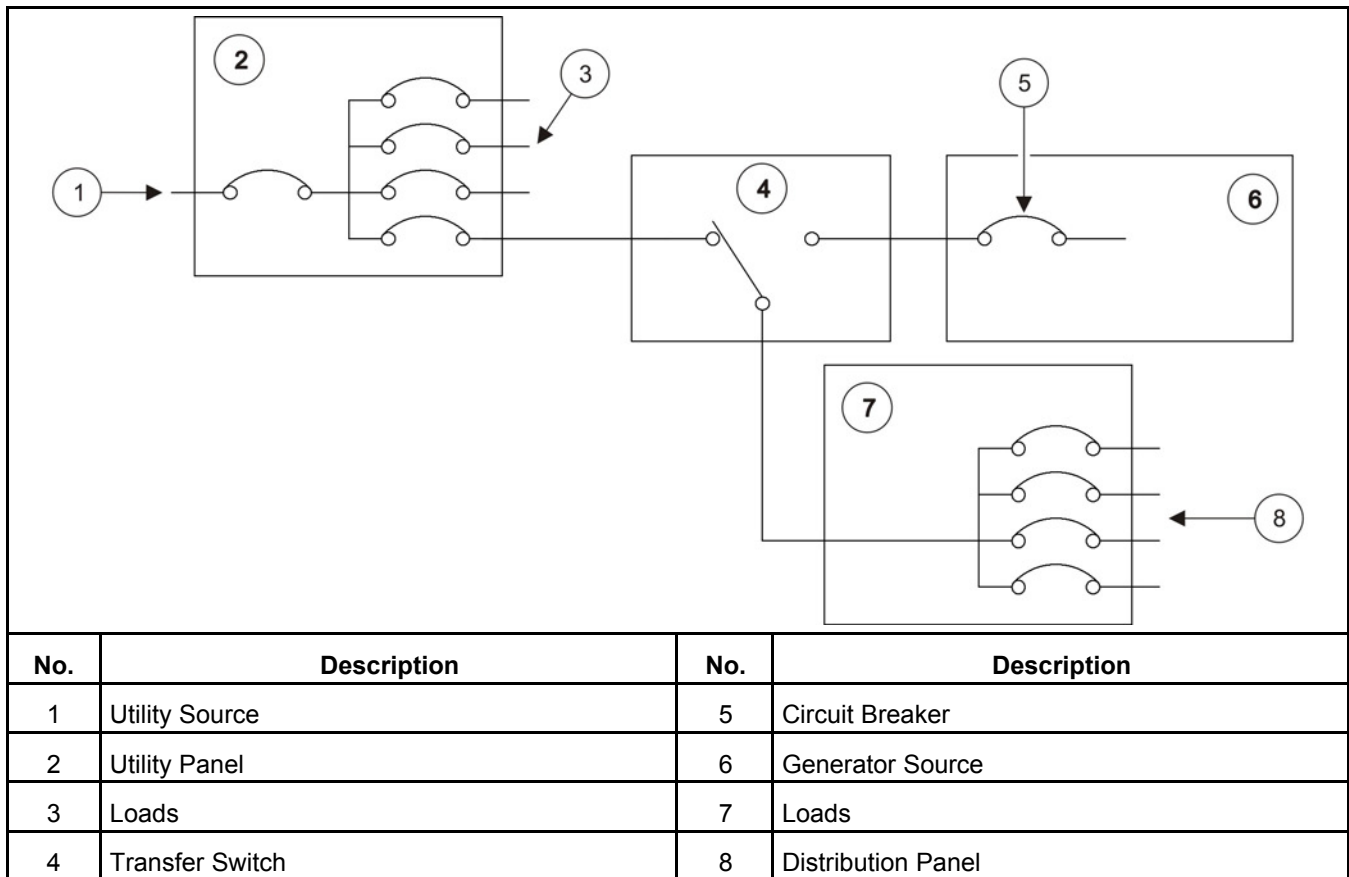 2
3
5
1
4
6
7
8
No. Description No. Description
1 Utility Source 5 Circuit Breaker
2 Utility Panel 6 Generator Source
3 Loads 7 Loads
4 Transfer Switch 8 Distribution Panel